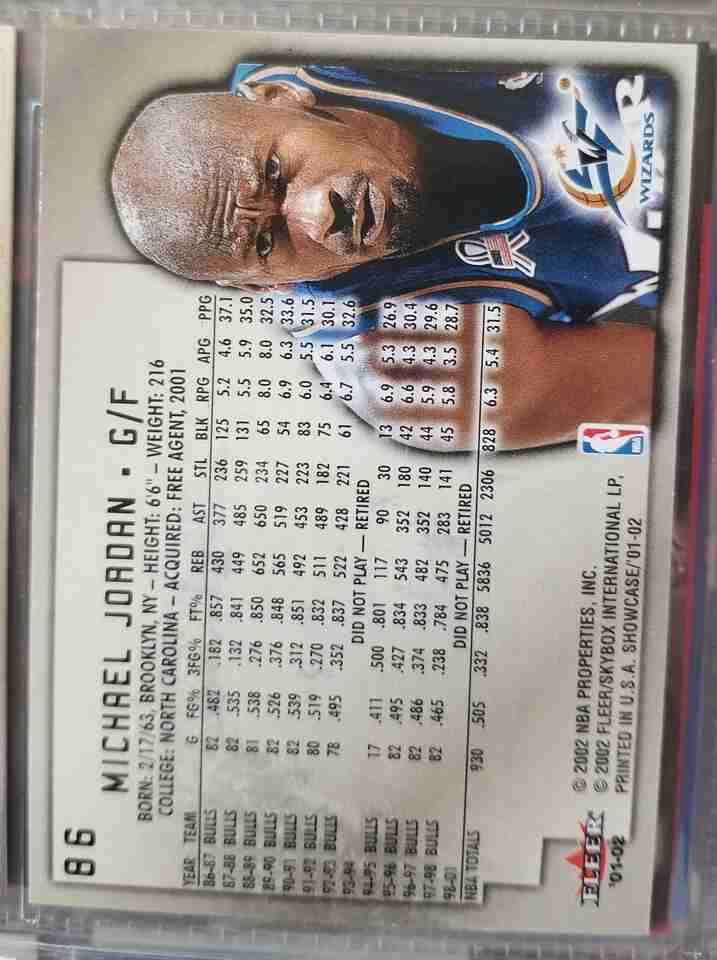 86
MICHAEL JORDAN • G/F
BORN: 2/17/63, BROOKLYN, NY – HEIGHT: 6'6" – WEIGHT: 216
COLLEGE: NORTH CAROLINA – ACQUIRED: FREE AGENT, 2001
YEAR TEAM G FG% 3FG% FT% REB AST STL BLK RPG APG PPG
86-87 BULLS 82 .482 .182 .857 430 377 236 125 5.2 4.6 37.1
87-88 BULLS 82 .535 .132 .841 449 485 259 131 5.5 5.9 35.0
88-89 BULLS 81 .538 .276 .850 652 650 234 65 8.0 8.0 32.5
89-90 BULLS 82 .526 .376 .848 565 519 227 54 6.9 6.3 33.6
90-91 BULLS 82 .539 .312 .851 492 453 223 83 6.0 5.5 31.5
91-92 BULLS 80 .519 .270 .832 511 489 182 75 6.4 6.1 30.1
92-93 BULLS 78 .495 .352 .837 522 428 221 61 6.7 5.5 32.6
93-94 DID NOT PLAY — RETIRED
94-95 BULLS 17 .411 .500 .801 117 90 30 13 6.9 5.3 26.9
95-96 BULLS 82 .495 .427 .834 543 352 180 42 6.6 4.3 30.4
96-97 BULLS 82 .486 .374 .833 482 352 140 44 5.9 4.3 29.6
97-98 BULLS 82 .465 .238 .784 475 283 141 45 5.8 3.5 28.7
98-01 DID NOT PLAY — RETIRED
NBA TOTALS 930 .505 .332 .838 5836 5012 2306 828 6.3 5.4 31.5
WIZARDS
NBA
FLEER
'01-02
© 2002 NBA PROPERTIES, INC.
© 2002 FLEER/SKYBOX INTERNATIONAL LP,
PRINTED IN U.S.A. SHOWCASE/'01-02